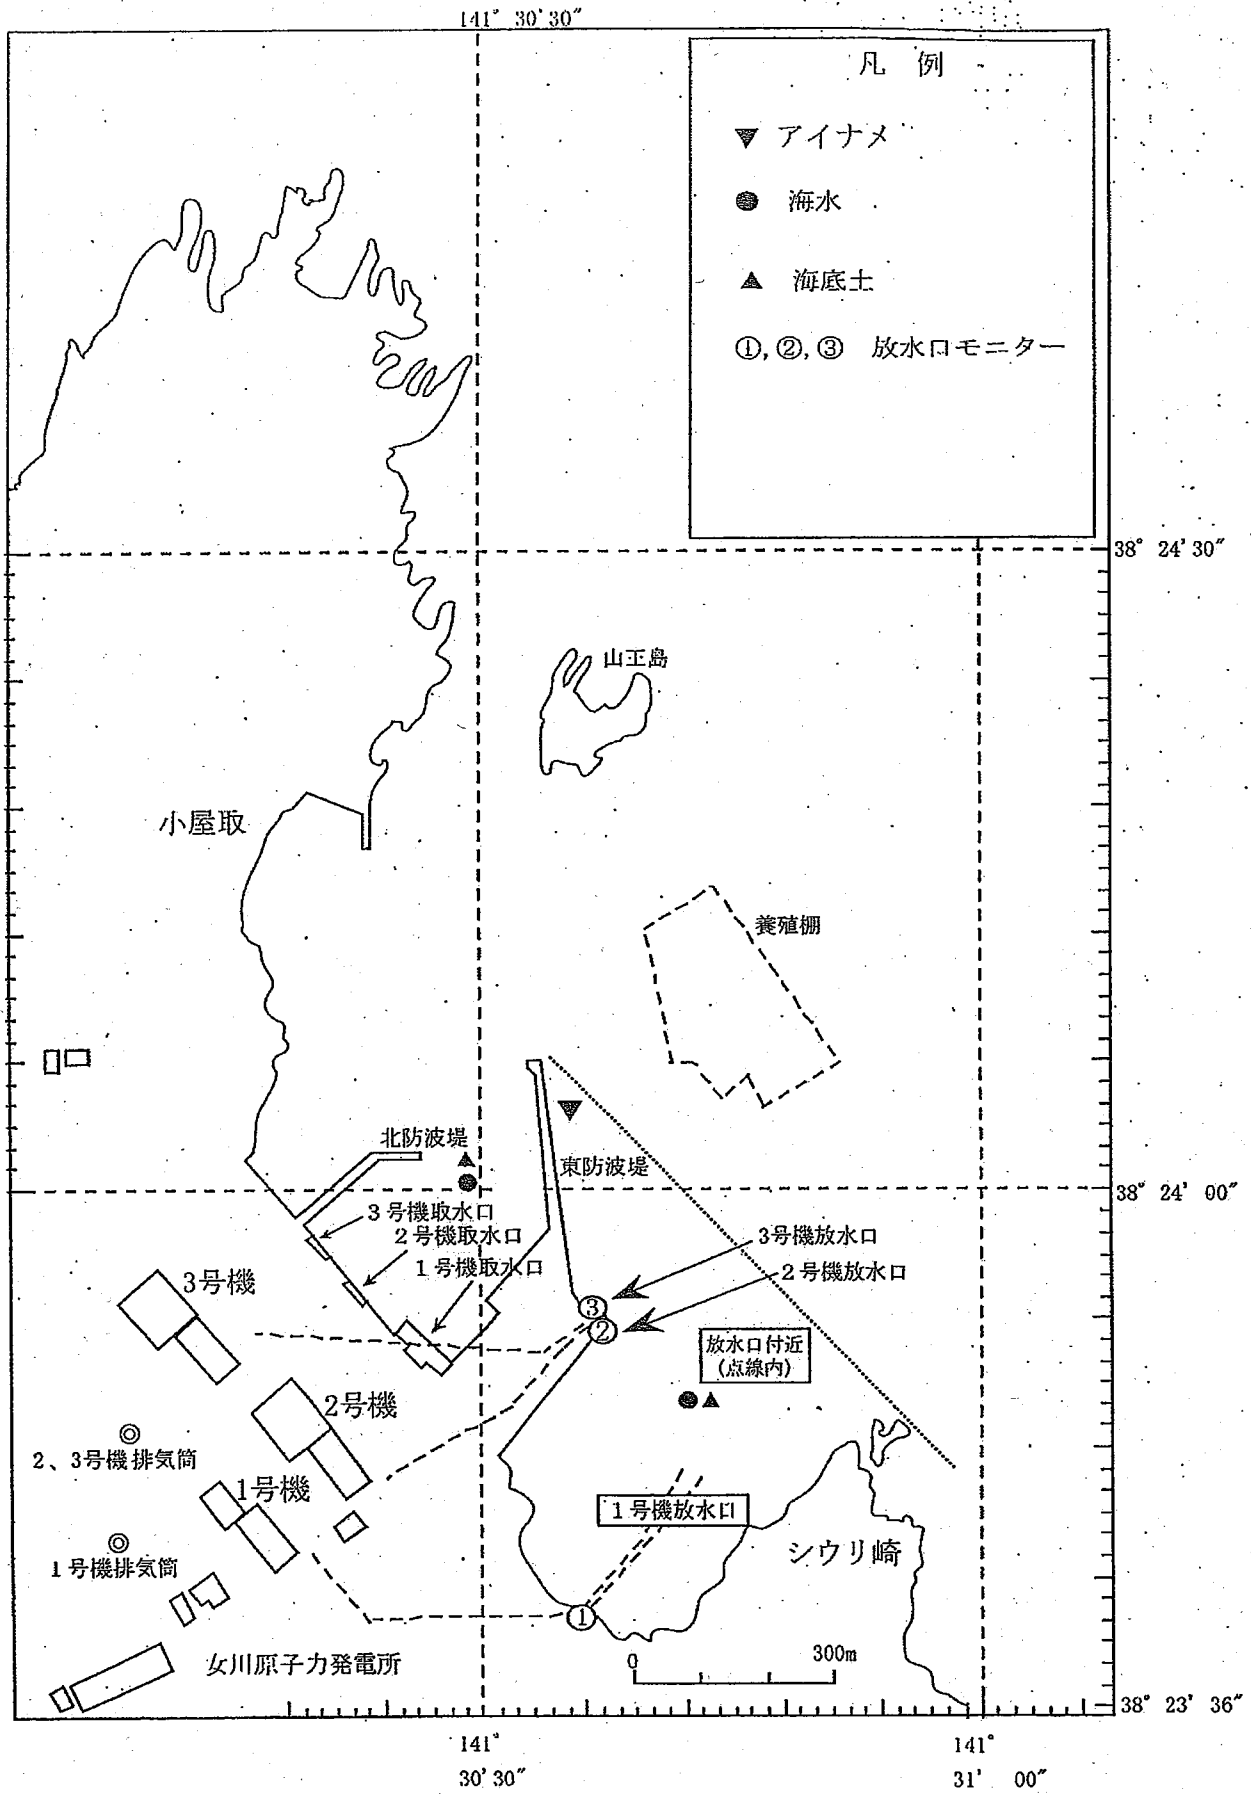 141° 30′30″
凡 例
▼ アイナメ
● 海水
▲ 海底土
①,②,③ 放水口モニター
38° 24′30″
山王島
小屋取
養殖棚
北防波堤
東防波堤
38° 24′ 00″
3号機取水口
2号機取水口
1号機取水口
3号機放水口
2号機放水口
3号機
③
②
放水口付近
(点線内)
2号機
2、3号機排気筒
1号機
1号機放水口
シウリ崎
1号機排気筒
①
女川原子力発電所
0 300m
38° 23′ 36″
141°
30′30″
141°
31′ 00″